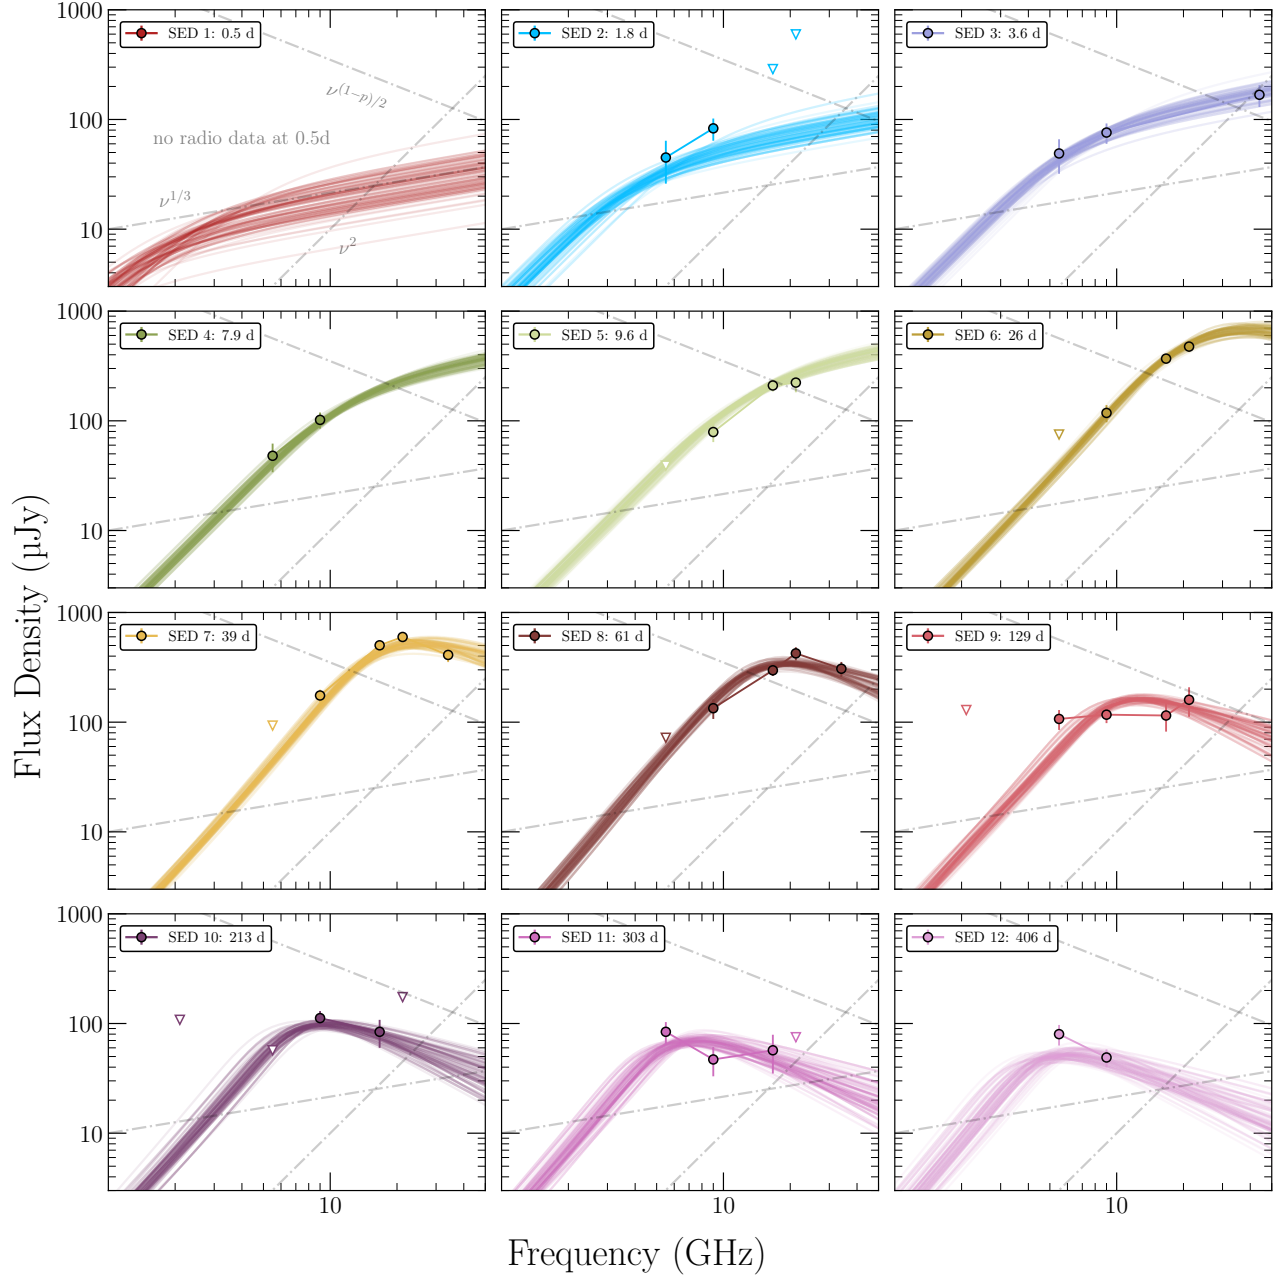 1000
100
10
SED 1: 0.5 d
ν^{(1−p)/2}
no radio data at 0.5d
ν^{1/3}
ν^2
SED 2: 1.8 d
SED 3: 3.6 d
1000
100
10
SED 4: 7.9 d
SED 5: 9.6 d
SED 6: 26 d
Flux Density (μJy)
1000
100
10
SED 7: 39 d
SED 8: 61 d
SED 9: 129 d
1000
100
10
SED 10: 213 d
SED 11: 303 d
SED 12: 406 d
10
10
10
Frequency (GHz)